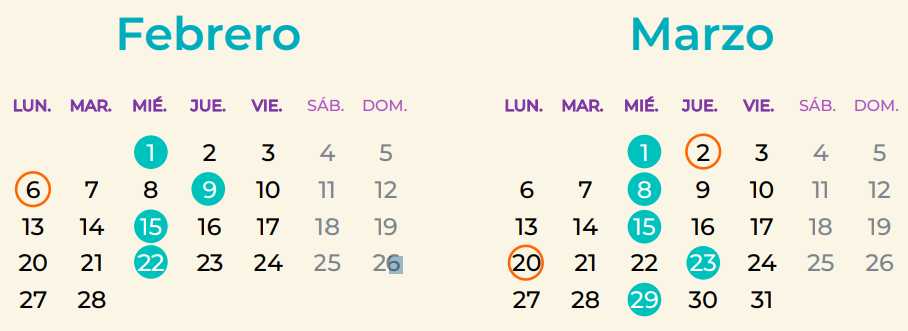 Febrero Marzo
LUN. MAR. MIÉ. JUE. VIE. SÁB. DOM. LUN. MAR. MIÉ. JUE. VIE. SÁB. DOM.
1 2 3 4 5 1 2 3 4 5
6 7 8 9 10 11 12 6 7 8 9 10 11 12
13 14 15 16 17 18 19 13 14 15 16 17 18 19
20 21 22 23 24 25 26 20 21 22 23 24 25 26
27 28 27 28 29 30 31